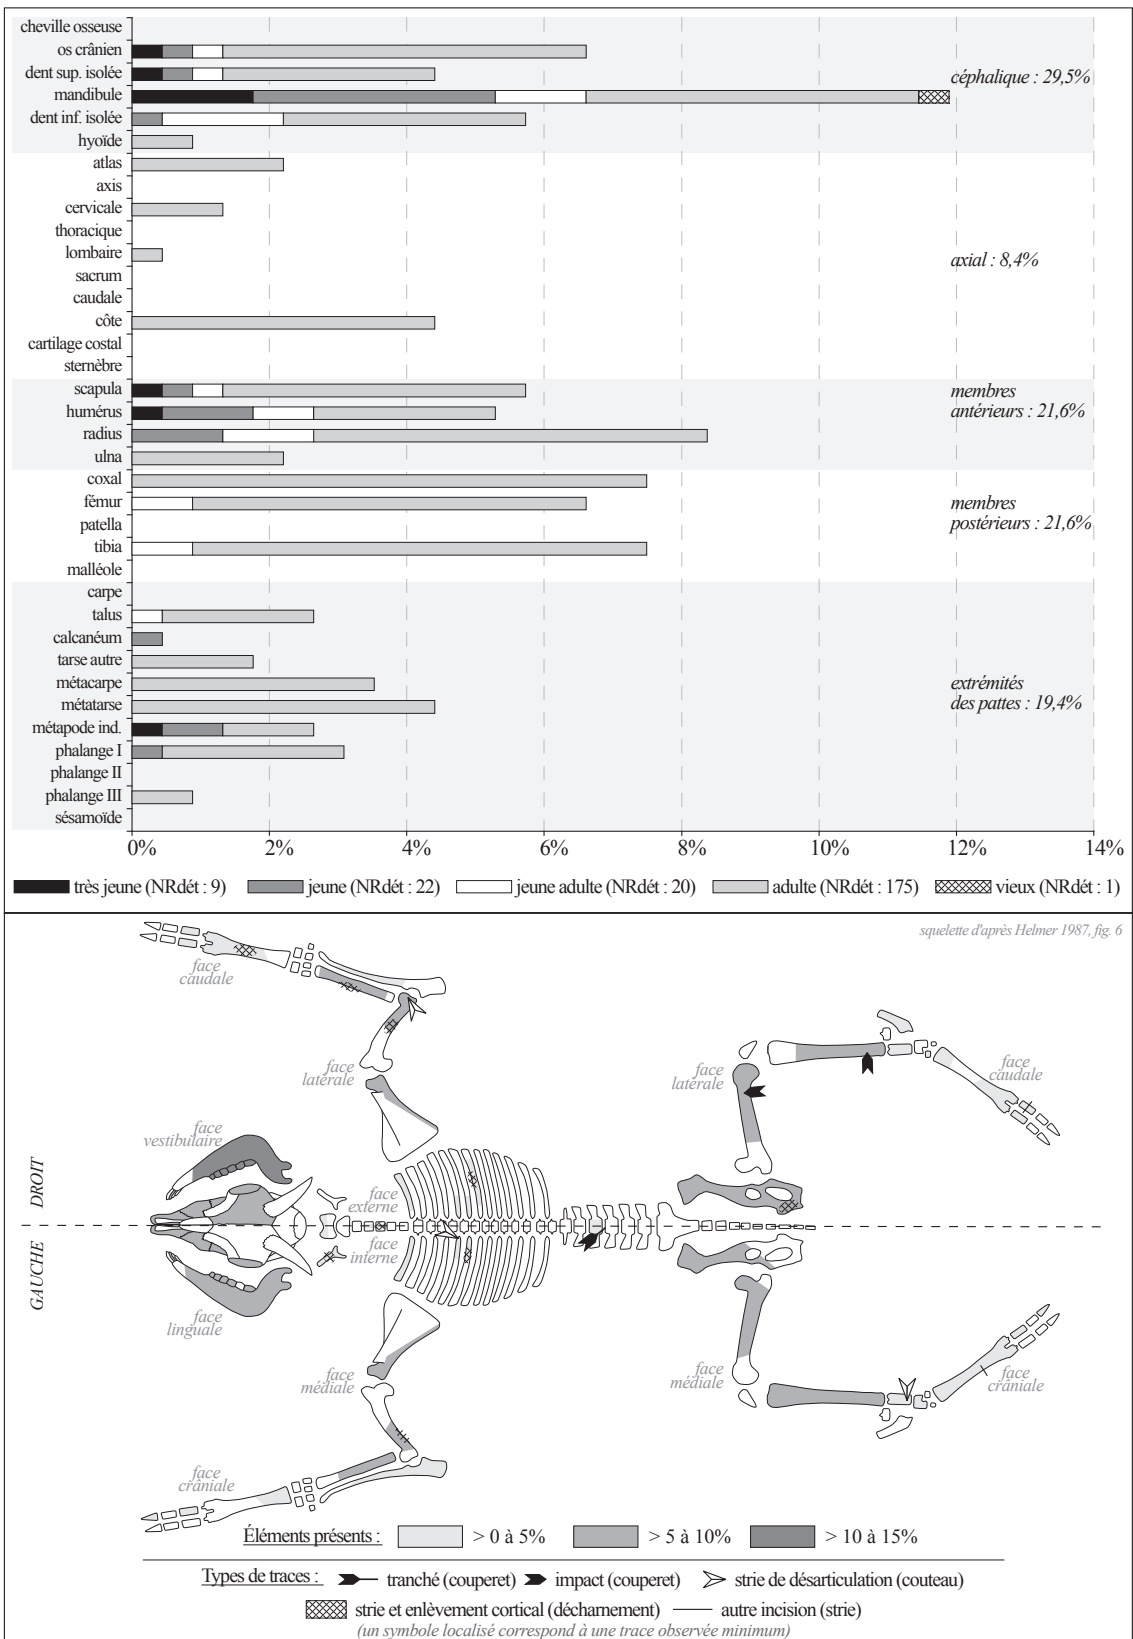 cheville osseuse
os crânien
dent sup. isolée
céphalique : 29,5%
mandibule
dent inf. isolée
hyoïde
atlas
axis
cervicale
thoracique
lombaire
axial : 8,4%
sacrum
caudale
côte
cartilage costal
sternèbre
scapula
membres
antérieurs : 21,6%
humérus
radius
ulna
coxal
fémur
membres
postérieurs : 21,6%
patella
tibia
malléole
carpe
talus
calcanéum
tarse autre
métacarpe
extrémités
des pattes : 19,4%
métatarse
métapode ind.
phalange I
phalange II
phalange III
sésamoïde
0% 2% 4% 6% 8% 10% 12% 14%
très jeune (NRdét : 9) jeune (NRdét : 22) jeune adulte (NRdét : 20) adulte (NRdét : 175) vieux (NRdét : 1)
squelette d'après Helmer 1987, fig. 6
face
caudale
face
latérale
face
latérale
face
caudale
face
vestibulaire
DROIT
face
externe
GAUCHE
face
interne
face
linguale
face
médiale
face
médiale
face
crâniale
face
crâniale
Éléments présents : > 0 à 5% > 5 à 10% > 10 à 15%
Types de traces : tranché (couperet) impact (couperet) strie de désarticulation (couteau)
strie et enlèvement cortical (décharnement) autre incision (strie)
(un symbole localisé correspond à une trace observée minimum)